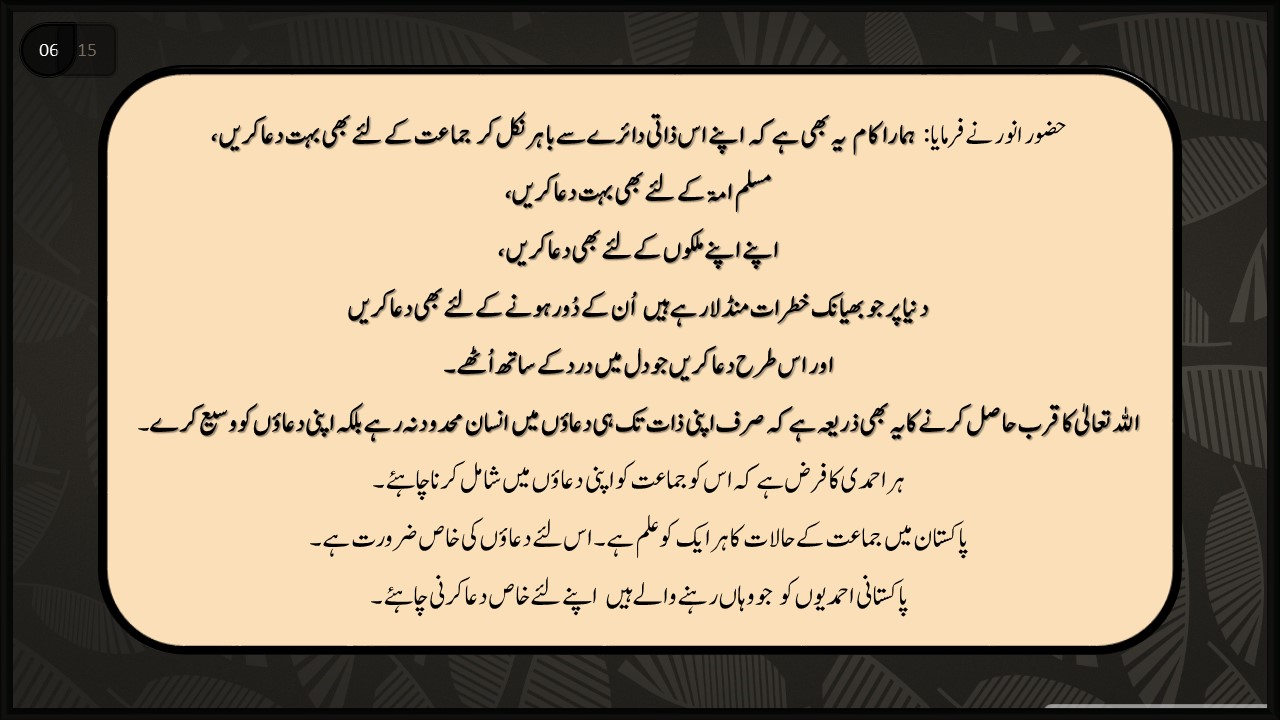 06 15
حضور انور نے فرمایا: ہمارا کام یہ بھی ہے کہ اپنے اس ذاتی دائرے سے باہر نکل کر جماعت کے لئے بھی بہت دعا کریں،
مسلم امۃ کے لئے بھی بہت دعا کریں،
اپنے اپنے ملکوں کے لئے بھی دعا کریں،
دنیا پر جو بھیانک خطرات منڈلا رہے ہیں اُن کے دُور ہونے کے لئے بھی دعا کریں
اور اس طرح دعا کریں جو دل میں درد کے ساتھ اُٹھے۔
اللہ تعالیٰ کا قرب حاصل کرنے کا یہ بھی ذریعہ ہے کہ صرف اپنی ذات تک ہی دعاؤں میں انسان محدود نہ رہے بلکہ اپنی دعاؤں کو وسیع کرے۔
ہر احمدی کا فرض ہے کہ اس کو جماعت کو اپنی دعاؤں میں شامل کرنا چاہئے۔
پاکستان میں جماعت کے حالات کا ہر ایک کو علم ہے۔ اس لئے دعاؤں کی خاص ضرورت ہے۔
پاکستانی احمدیوں کو جو وہاں رہنے والے ہیں اپنے لئے خاص دعا کرنی چاہئے۔